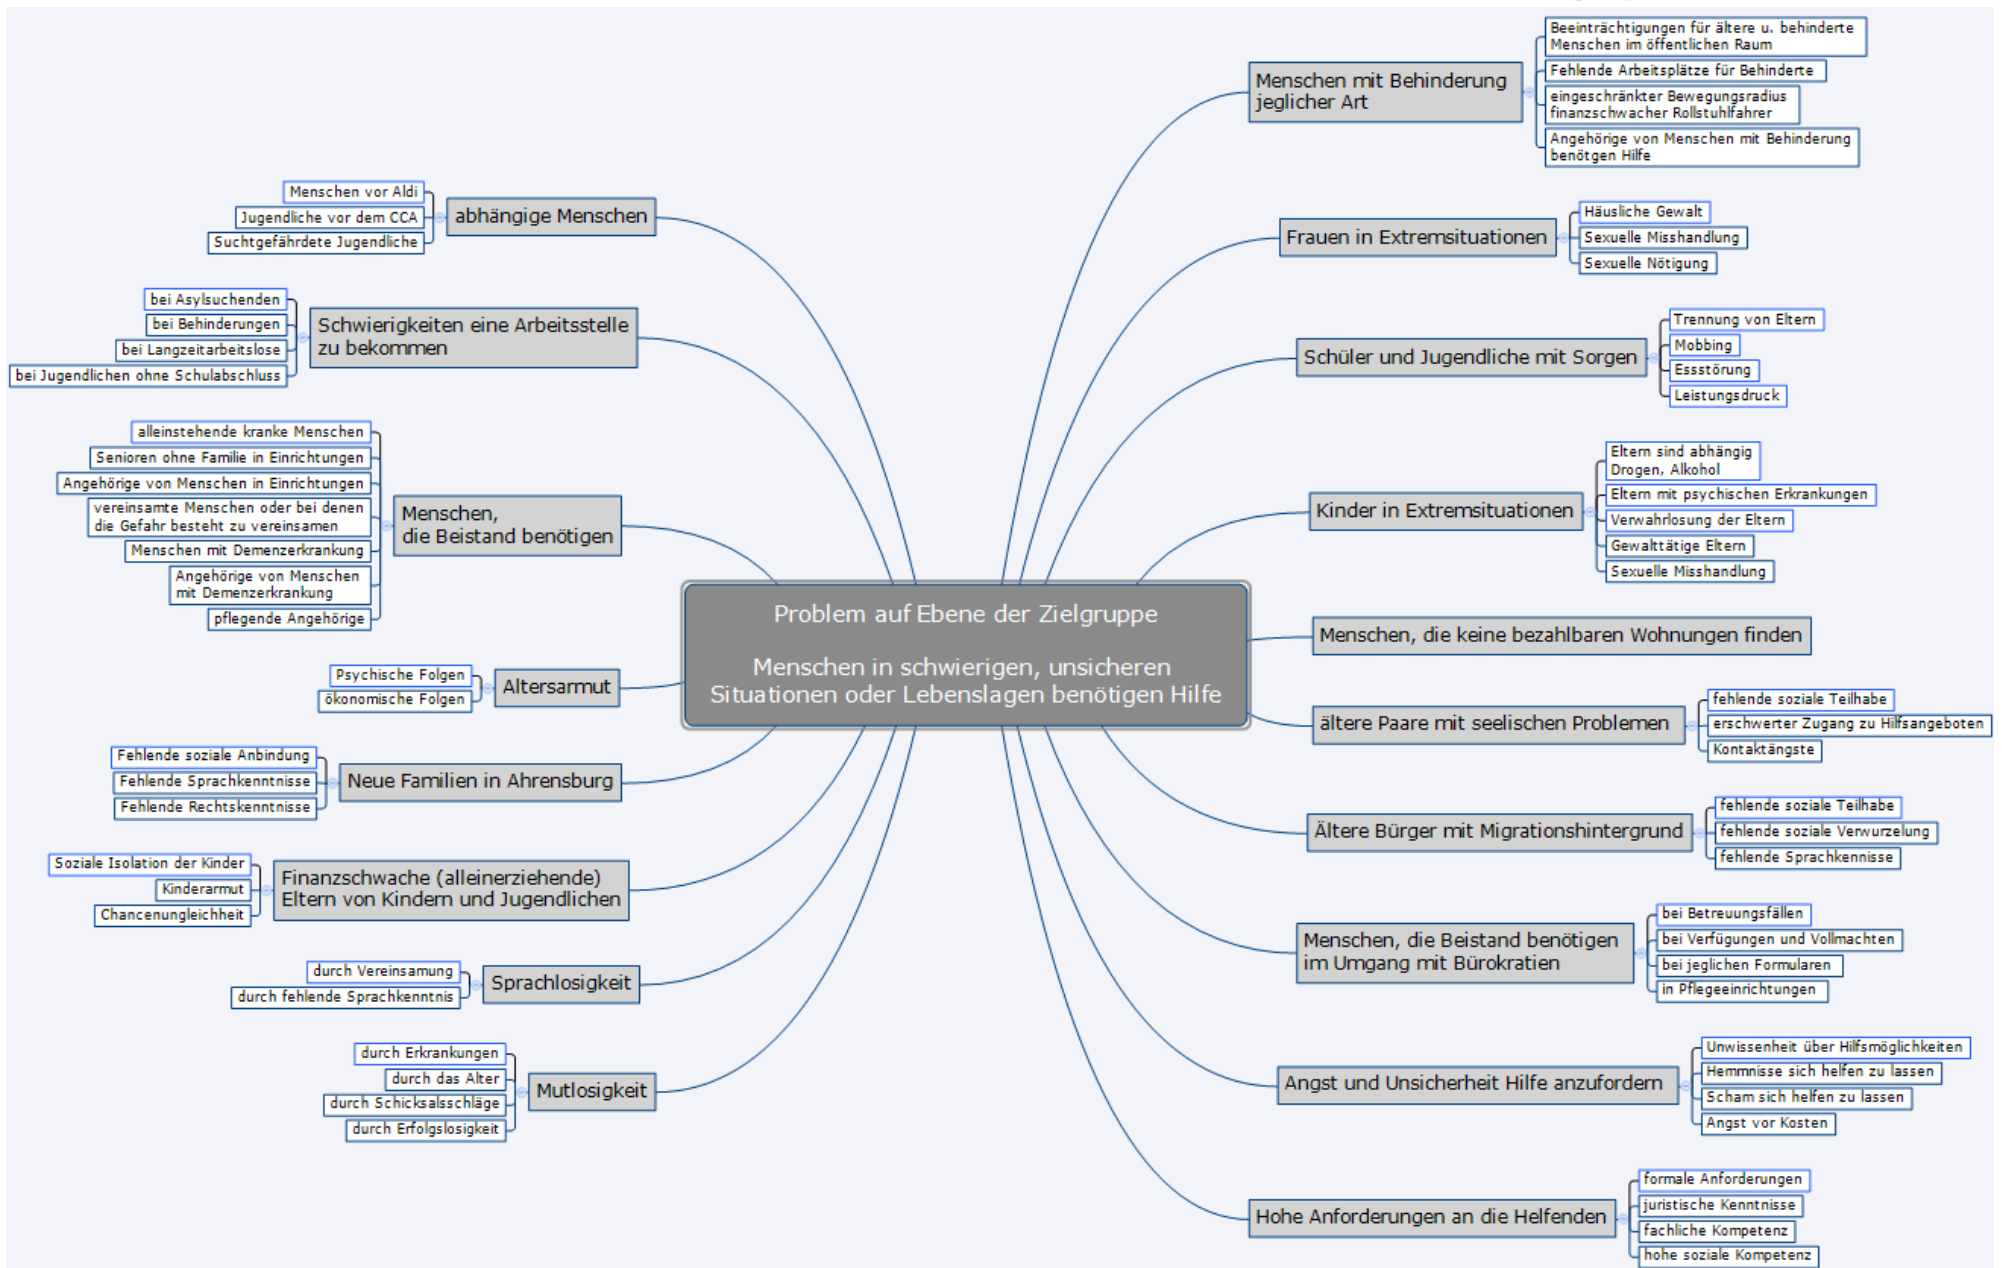 Problem auf Ebene der Zielgruppe
Menschen in schwierigen, unsicheren
Situationen oder Lebenslagen benötigen Hilfe
Menschen mit Behinderung
jeglicher Art
Beeinträchtigungen für ältere u. behinderte
Menschen im öffentlichen Raum
Fehlende Arbeitsplätze für Behinderte
eingeschränkter Bewegungsradius
finanzschwacher Rollstuhlfahrer
Angehörige von Menschen mit Behinderung
benötgen Hilfe
Frauen in Extremsituationen
Häusliche Gewalt
Sexuelle Misshandlung
Sexuelle Nötigung
Schüler und Jugendliche mit Sorgen
Trennung von Eltern
Mobbing
Essstörung
Leistungsdruck
Kinder in Extremsituationen
Eltern sind abhängig
Drogen, Alkohol
Eltern mit psychischen Erkrankungen
Verwahrlosung der Eltern
Gewalttätige Eltern
Sexuelle Misshandlung
Menschen, die keine bezahlbaren Wohnungen finden
ältere Paare mit seelischen Problemen
fehlende soziale Teilhabe
erschwerter Zugang zu Hilfsangeboten
Kontaktängste
Ältere Bürger mit Migrationshintergrund
fehlende soziale Teilhabe
fehlende soziale Verwurzelung
fehlende Sprachkennisse
Menschen, die Beistand benötigen
im Umgang mit Bürokratien
bei Betreuungsfällen
bei Verfügungen und Vollmachten
bei jeglichen Formularen
in Pflegeeinrichtungen
Angst und Unsicherheit Hilfe anzufordern
Unwissenheit über Hilfsmöglichkeiten
Hemmnisse sich helfen zu lassen
Scham sich helfen zu lassen
Angst vor Kosten
Hohe Anforderungen an die Helfenden
formale Anforderungen
juristische Kenntnisse
fachliche Kompetenz
hohe soziale Kompetenz
abhängige Menschen
Menschen vor Aldi
Jugendliche vor dem CCA
Suchtgefährdete Jugendliche
Schwierigkeiten eine Arbeitsstelle
zu bekommen
bei Asylsuchenden
bei Behinderungen
bei Langzeitarbeitslose
bei Jugendlichen ohne Schulabschluss
Menschen,
die Beistand benötigen
alleinstehende kranke Menschen
Senioren ohne Familie in Einrichtungen
Angehörige von Menschen in Einrichtungen
vereinsamte Menschen oder bei denen
die Gefahr besteht zu vereinsamen
Menschen mit Demenzerkrankung
Angehörige von Menschen
mit Demenzerkrankung
pflegende Angehörige
Altersarmut
Psychische Folgen
ökonomische Folgen
Neue Familien in Ahrensburg
Fehlende soziale Anbindung
Fehlende Sprachkenntnisse
Fehlende Rechtskenntnisse
Finanzschwache (alleinerziehende)
Eltern von Kindern und Jugendlichen
Soziale Isolation der Kinder
Kinderarmut
Chancenungleichheit
Sprachlosigkeit
durch Vereinsamung
durch fehlende Sprachkenntnis
Mutlosigkeit
durch Erkrankungen
durch das Alter
durch Schicksalsschläge
durch Erfolgslosigkeit